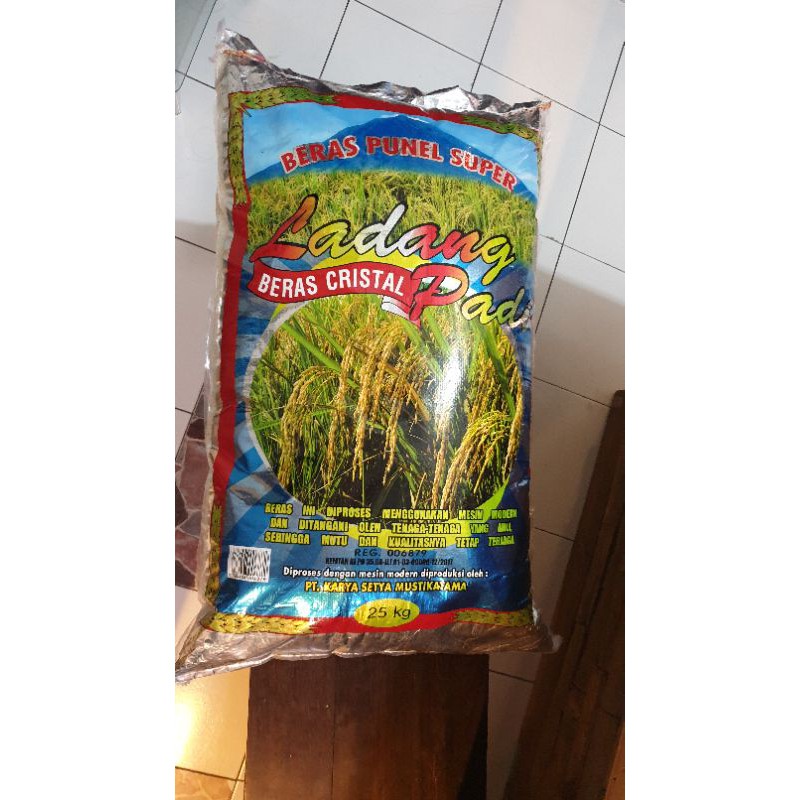 BERAS PUNEL SUPER
Ladang
BERAS CRISTAL
Padi
BERAS INI DIPROSES MENGGUNAKAN MESIN MODERN
DAN DITANGANI OLEH TENAGA-TENAGA YANG AHLI,
SEHINGGA MUTU DAN KUALITASNYA TETAP TERJAGA
REG. 006879
Diproses dengan mesin modern diproduksi oleh :
PT. KARYA SETYA MUSTIKATAMA
25 kg